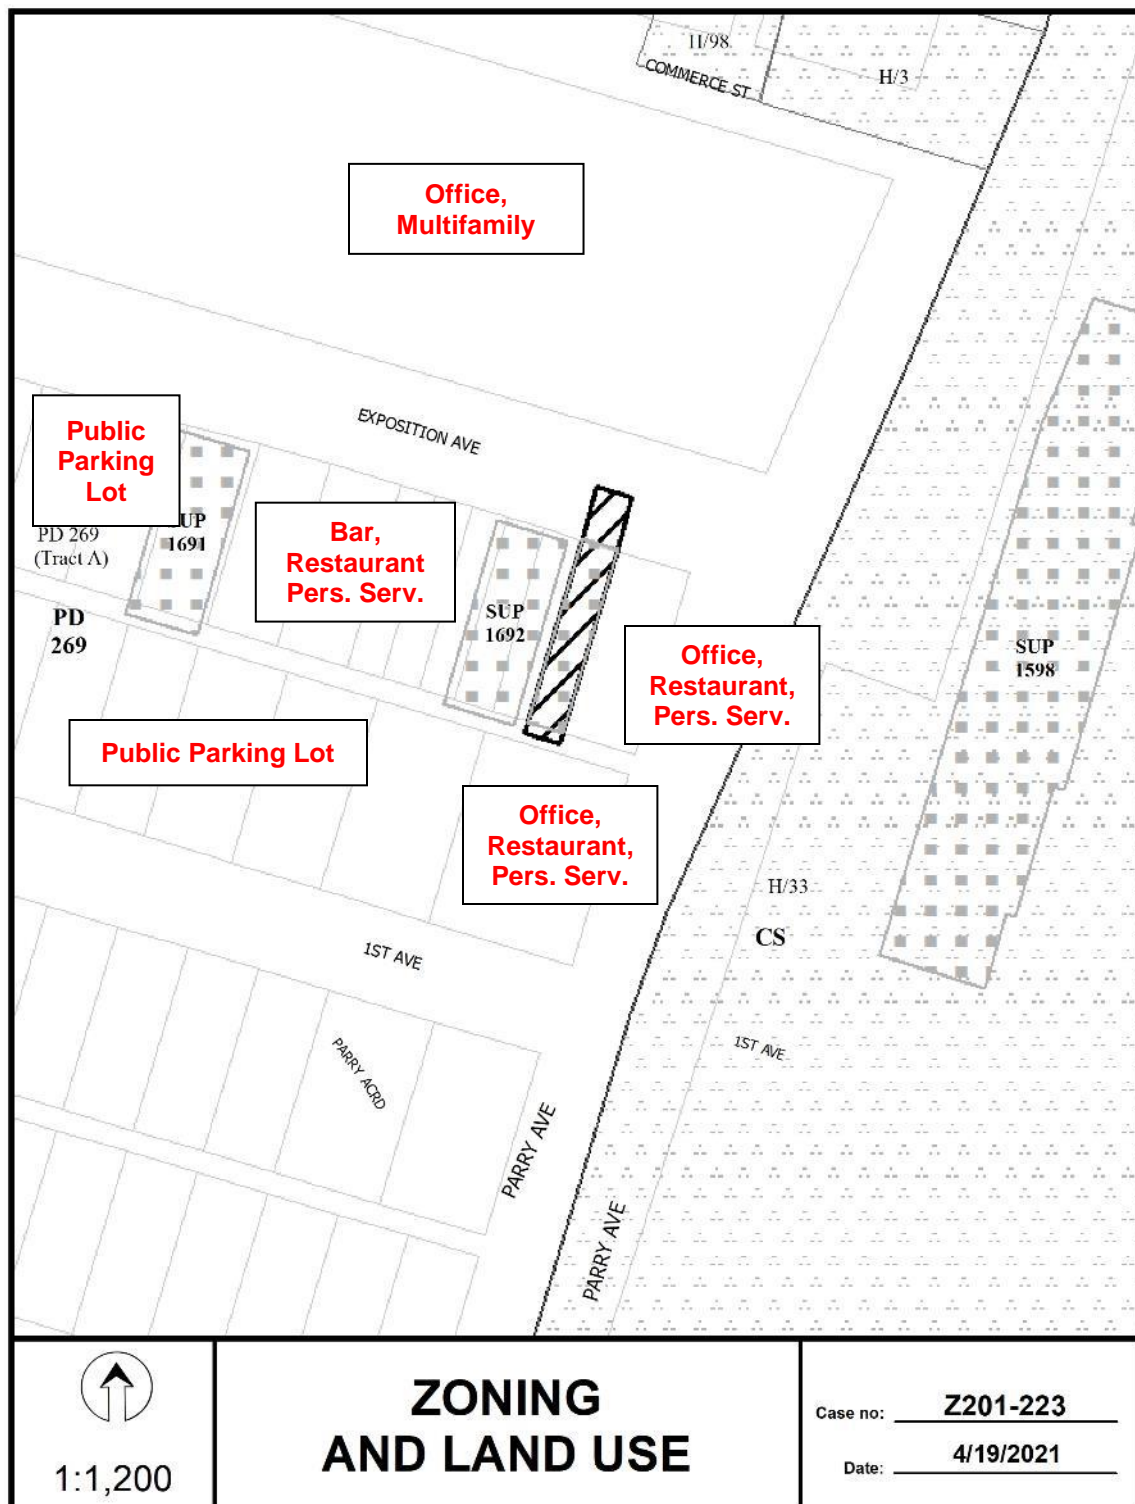 H/98
H/3
COMMERCE ST
Office,
Multifamily
EXPOSITION AVE
Public
Parking
Lot
UP
1691
PD 269
(Tract A)
Bar,
Restaurant
Pers. Serv.
PD
269
SUP
1692
Office,
Restaurant,
Pers. Serv.
SUP
1598
Public Parking Lot
Office,
Restaurant,
Pers. Serv.
H/33
CS
1ST AVE
1ST AVE
PARRY ACRD
PARRY AVE
PARRY AVE
1:1,200
ZONING
AND LAND USE
Case no: Z201-223
Date: 4/19/2021